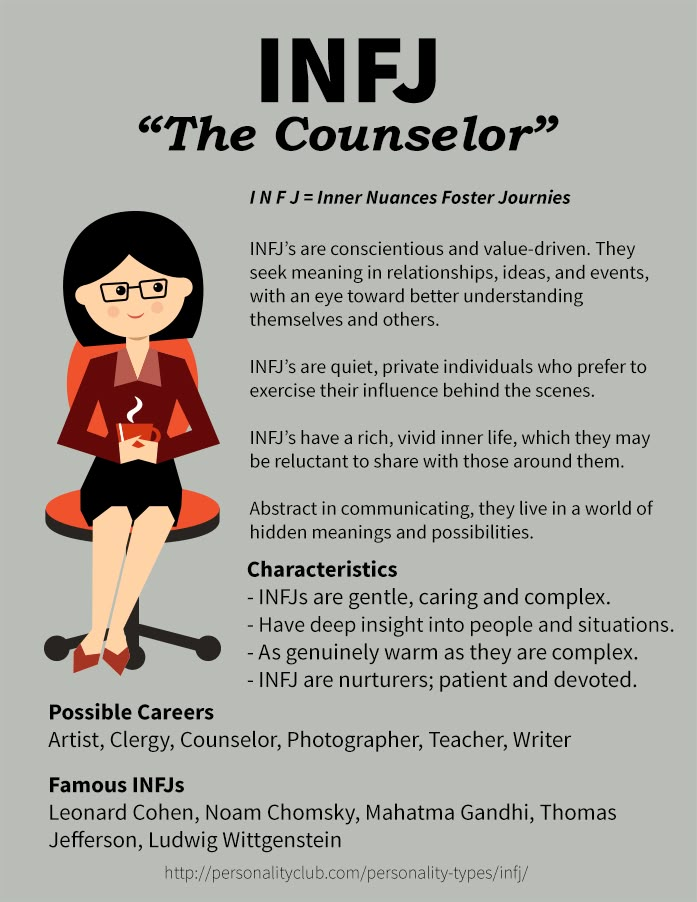 INFJ
“The Counselor”
I N F J = Inner Nuances Foster Journies
INFJ’s are conscientious and value-driven. They
seek meaning in relationships, ideas, and events,
with an eye toward better understanding
themselves and others.
INFJ’s are quiet, private individuals who prefer to
exercise their influence behind the scenes.
INFJ’s have a rich, vivid inner life, which they may
be reluctant to share with those around them.
Abstract in communicating, they live in a world of
hidden meanings and possibilities.
Characteristics
- INFJs are gentle, caring and complex.
- Have deep insight into people and situations.
- As genuinely warm as they are complex.
- INFJ are nurturers; patient and devoted.
Possible Careers
Artist, Clergy, Counselor, Photographer, Teacher, Writer
Famous INFJs
Leonard Cohen, Noam Chomsky, Mahatma Gandhi, Thomas
Jefferson, Ludwig Wittgenstein
http://personalityclub.com/personality-types/infj/